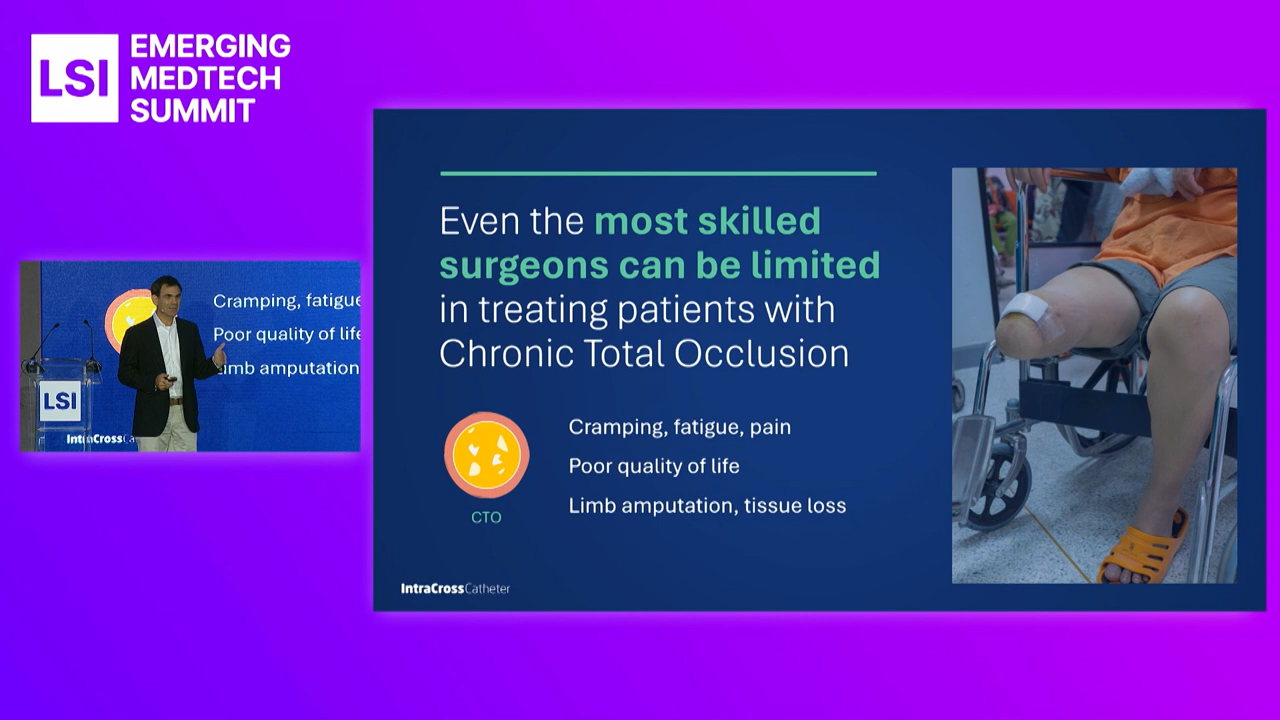 LSI
EMERGING
MEDTECH
SUMMIT
Even the most skilled
surgeons can be limited
in treating patients with
Chronic Total Occlusion
CTO
Cramping, fatigue, pain
Poor quality of life
Limb amputation, tissue loss
IntraCrossCatheter
Cramping, fatigue
Poor quality of life
Limb amputation
LSI
IntraCross